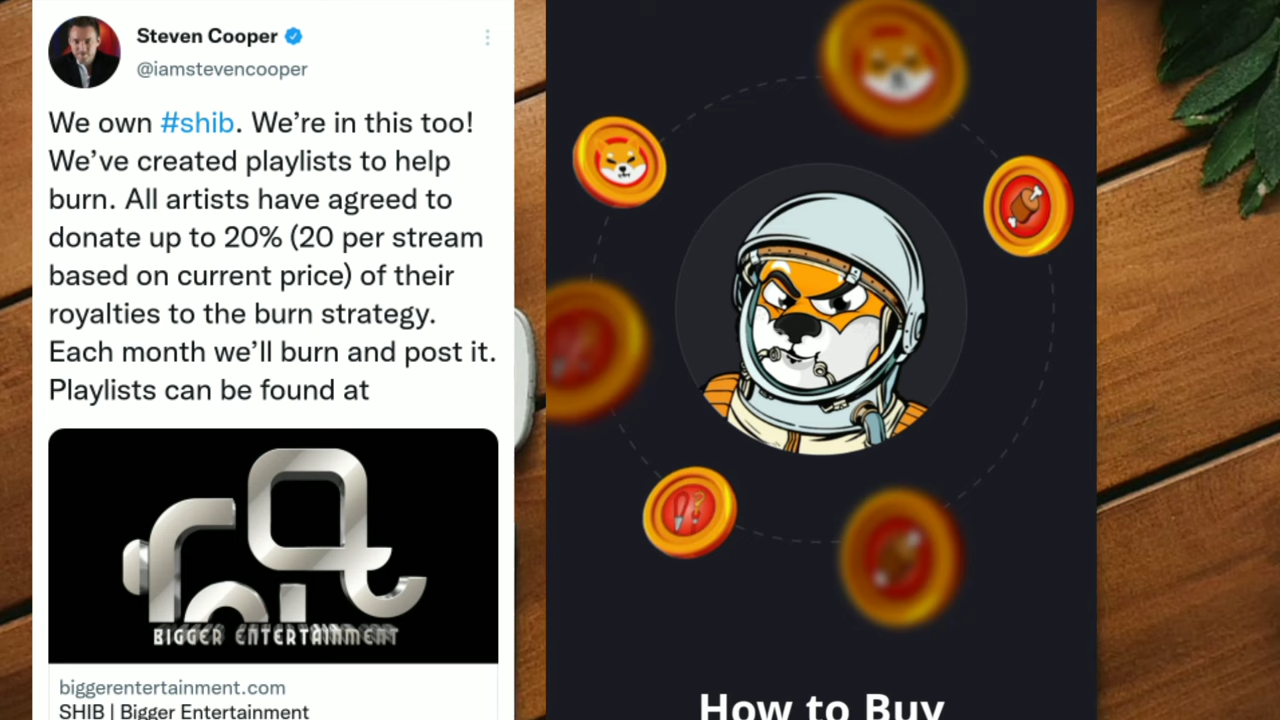 Steven Cooper
@iamstevencooper
We own #shib. We’re in this too!
We’ve created playlists to help
burn. All artists have agreed to
donate up to 20% (20 per stream
based on current price) of their
royalties to the burn strategy.
Each month we’ll burn and post it.
Playlists can be found at
BIGGER ENTERTAINMENT
biggerentertainment.com
SHIB | Bigger Entertainment
How to Buy